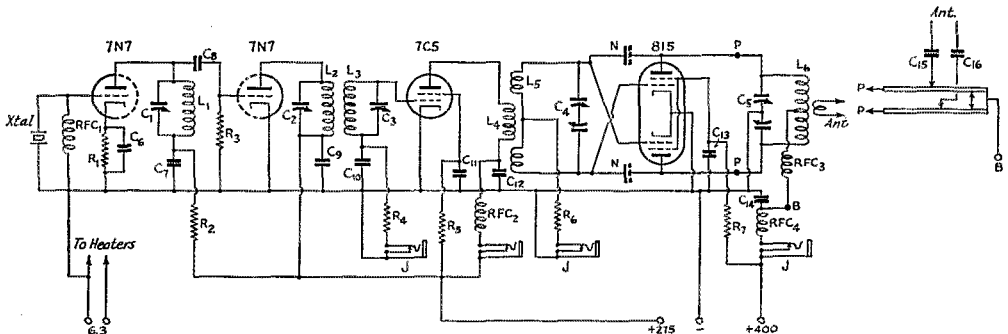 7N7
7N7
7C5
815
Ant.
C8
L2
L3
N
P
L6
C15
C16
L5
Xtal
RFC1
C1
L1
R3
C2
C3
L4
C4
C5
P
P
Ant
R1
C6
C7
C9
C10
C11
C12
N
C13
P
RFC3
B
R2
R4
R5
RFC2
R6
R7
C14
B
RFC4
To Heaters
J
J
J
6.3
+275
−
+400